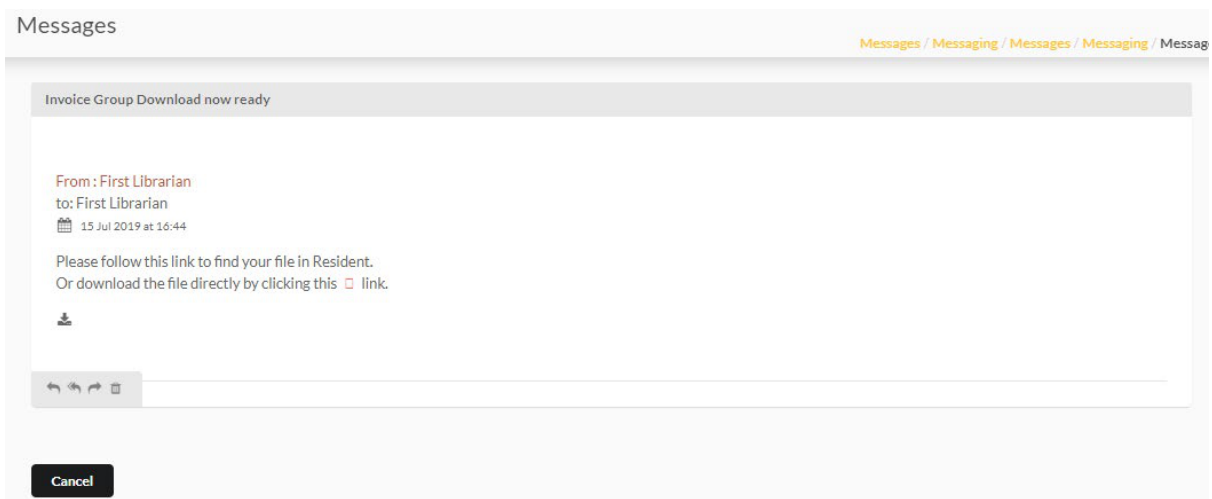 Messages
Messages / Messaging / Messages / Messaging / Message
Invoice Group Download now ready
From : First Librarian
to: First Librarian
15 Jul 2019 at 16:44
Please follow this link to find your file in Resident.
Or download the file directly by clicking this link.
Cancel